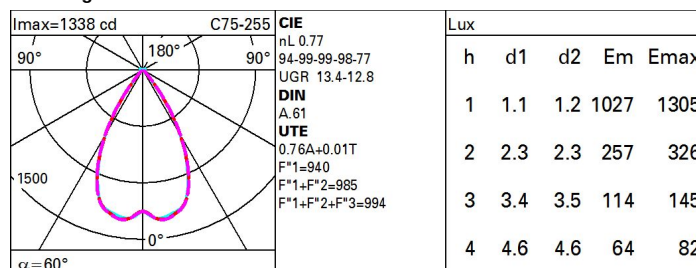 Imax=1338 cd C75-255
90° 180° 90°
1500
0°
α=60°
CIE
nL 0.77
94-99-99-98-77
UGR 13.4-12.8
DIN
A.61
UTE
0.76A+0.01T
F"1=940
F"1+F"2=985
F"1+F"2+F"3=994
Lux
h d1 d2 Em Emax
1 1.1 1.2 1027 1305
2 2.3 2.3 257 326
3 3.4 3.5 114 145
4 4.6 4.6 64 82